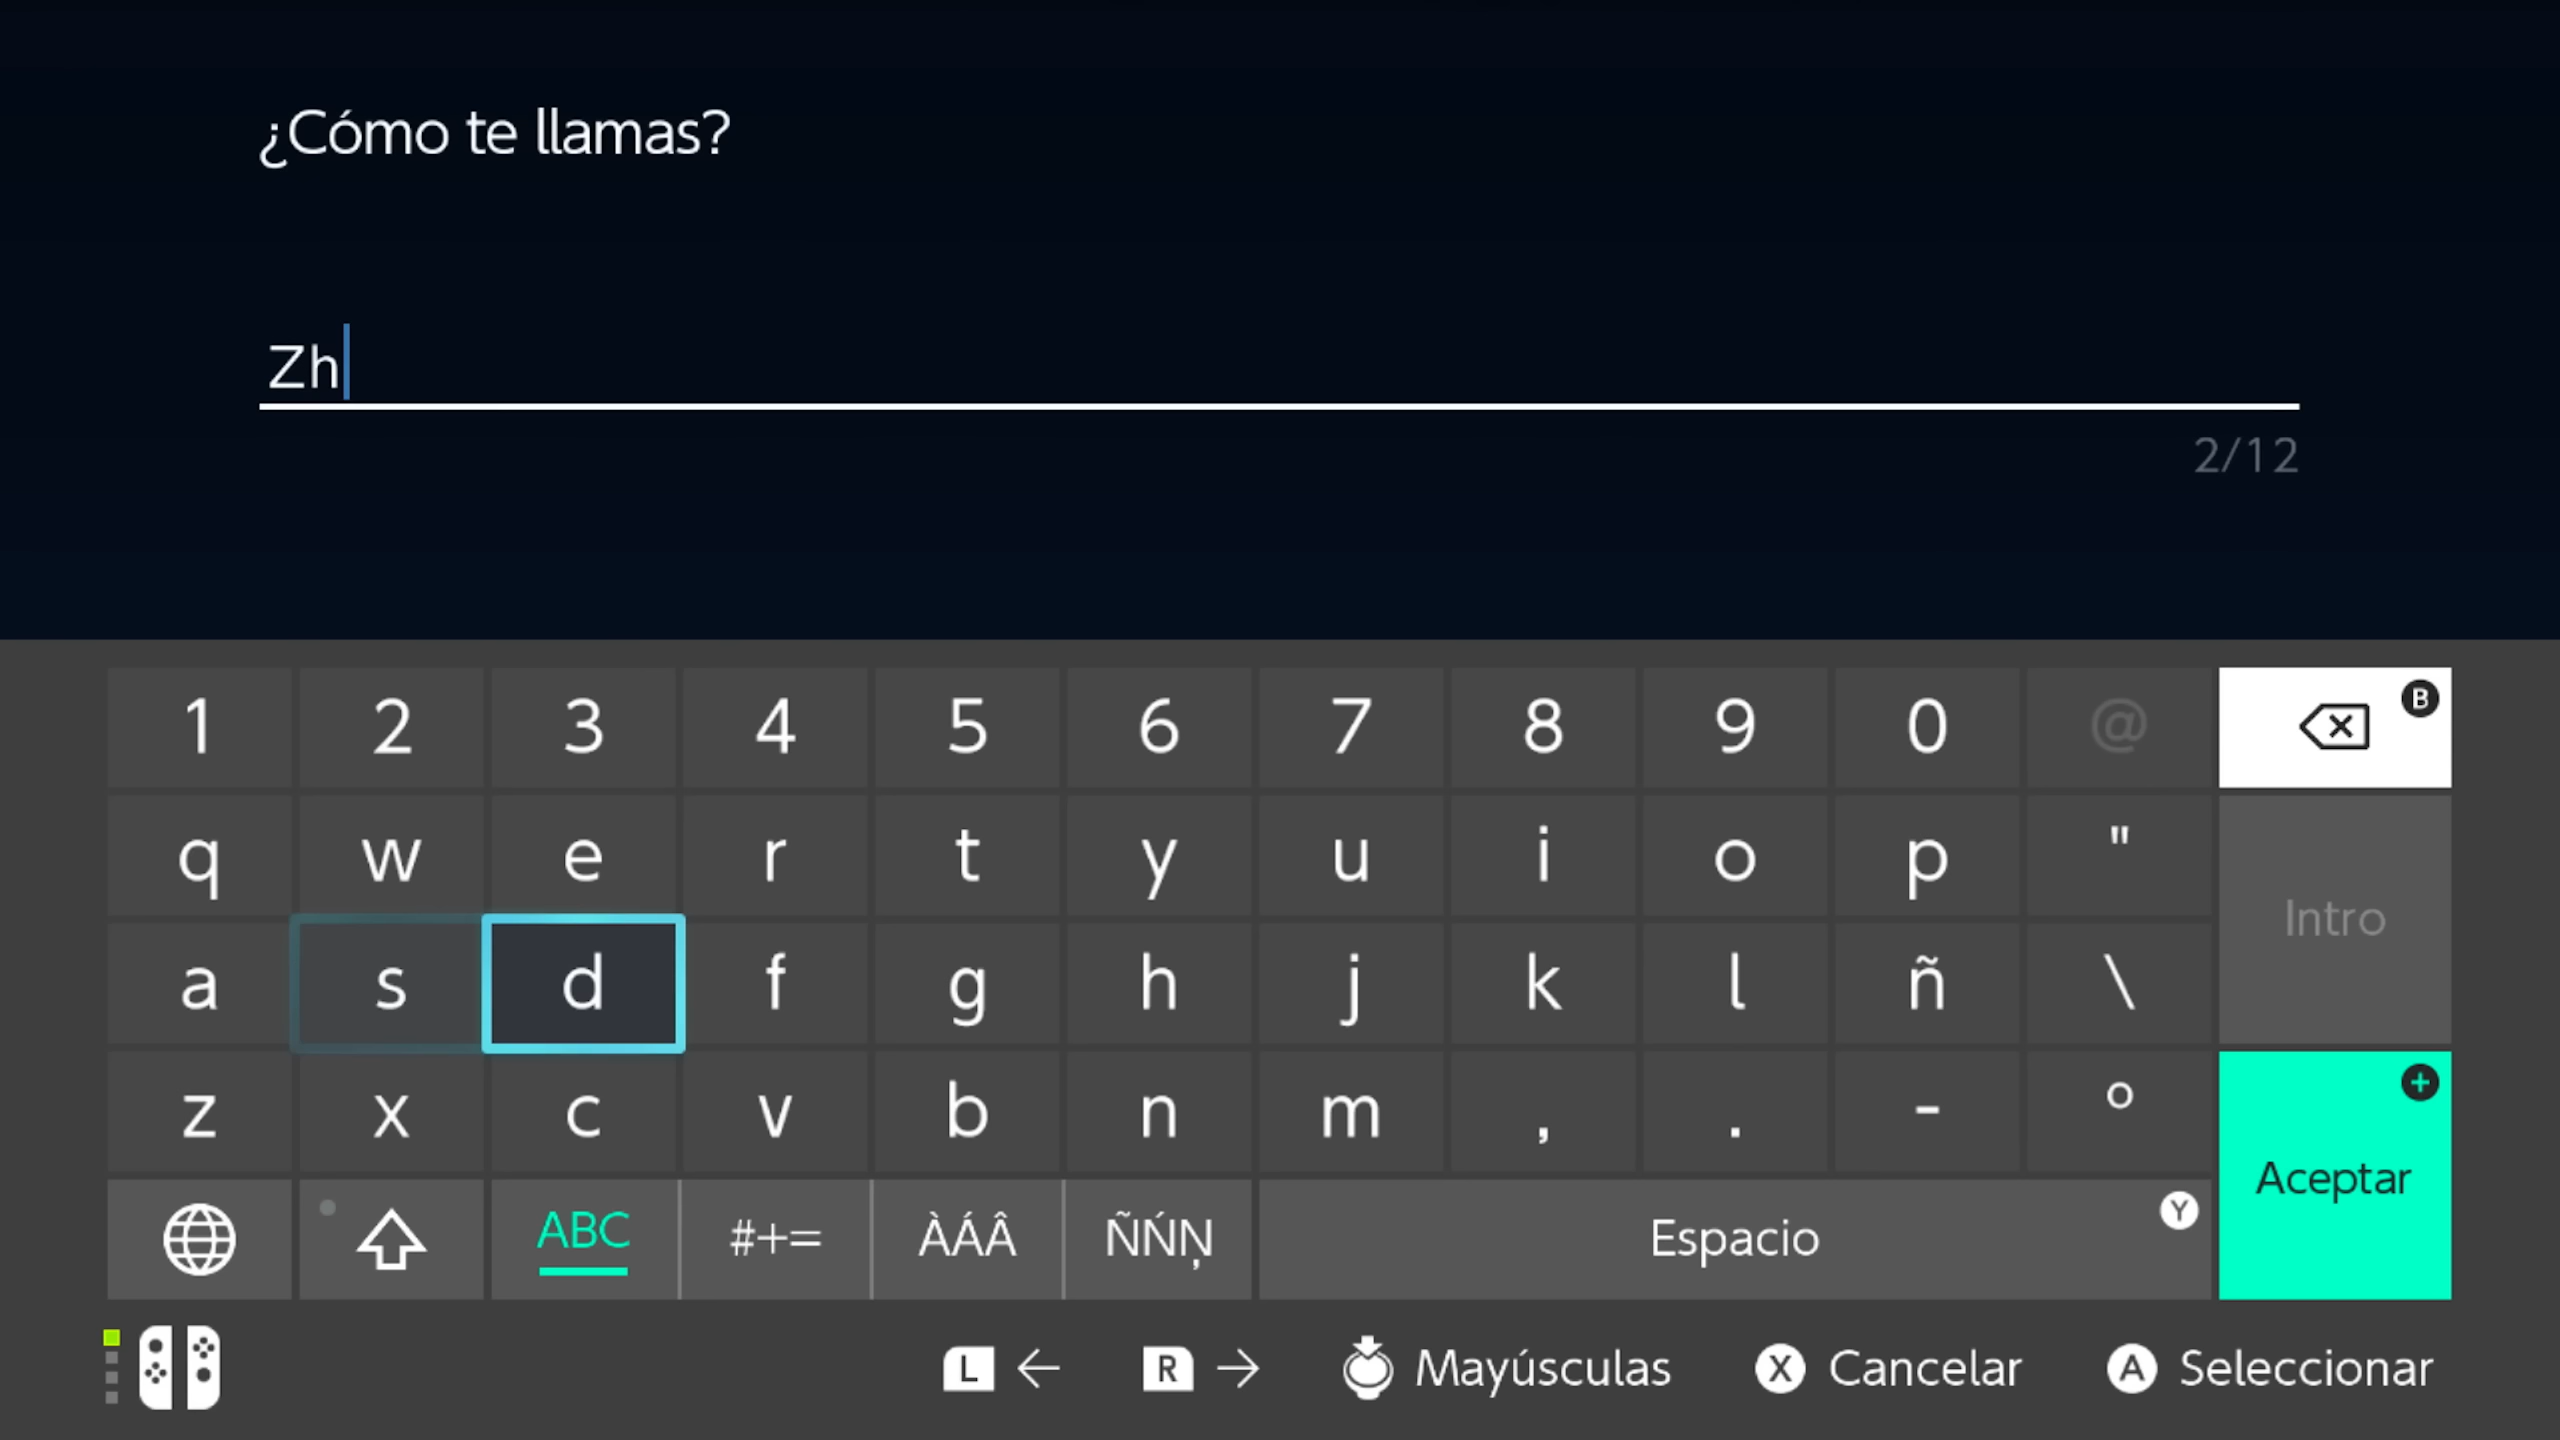 ¿Cómo te llamas?
Zh
2/12
1 2 3 4 5 6 7 8 9 0 @ B
q w e r t y u i o p "
Intro
a s d f g h j k l ñ \
z x c v b n m , . - º
+
Aceptar
ABC #+= ÀÁÂ ÑŃŅ Espacio Y
L ← R → Mayúsculas X Cancelar A Seleccionar